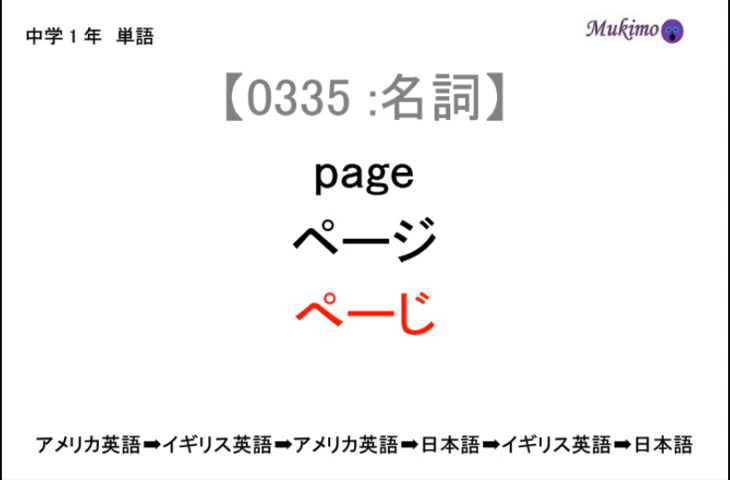 中学1年 単語
Mukimo
【0335 :名詞】
page
ページ
ぺーじ
アメリカ英語➡イギリス英語➡アメリカ英語➡日本語➡イギリス英語➡日本語